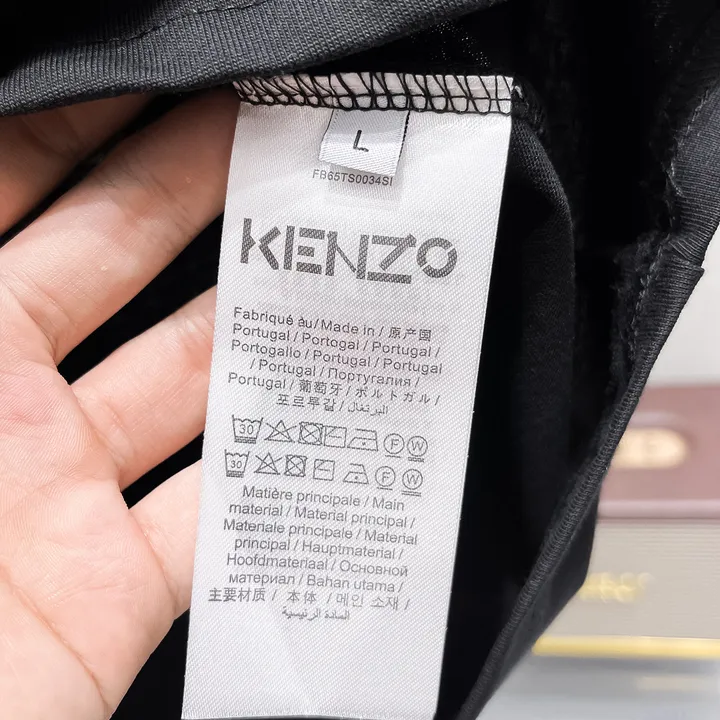 L
FB65TS0034SI
KENZO
Fabriqué àu/Made in / 原产国
Portugal / Portogal / Portugal /
Portogallo / Portugal / Portugal
/ Portugal / Португалия /
Portugal / 葡萄牙 / ポルトガル /
포르투갈 / البرتغال
30 F W
30 F W
Matière principale / Main
material / Material principal /
Materiale principale / Material
principal / Hauptmaterial /
Hoofdmateriaal / Основной
материал / Bahan utama /
主要材质 / 本体 / 메인 소재 /
المادة الرئيسية